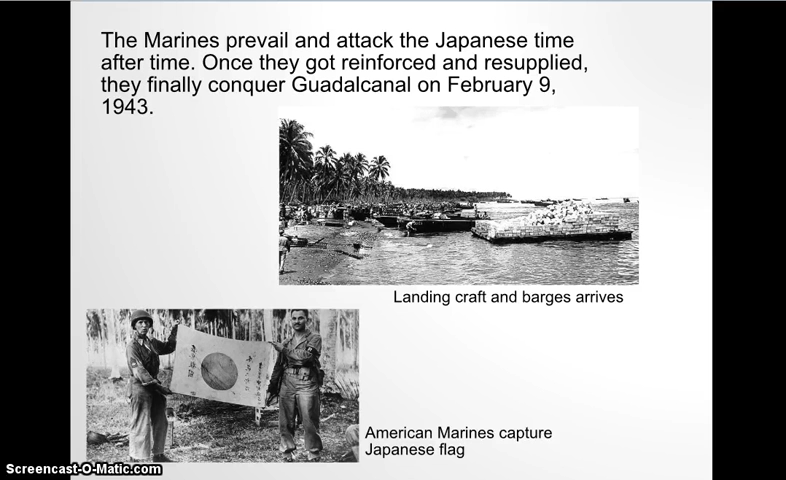 The Marines prevail and attack the Japanese time
after time. Once they got reinforced and resupplied,
they finally conquer Guadalcanal on February 9,
1943.
Landing craft and barges arrives
American Marines capture
Japanese flag
Screencast-O-Matic.com